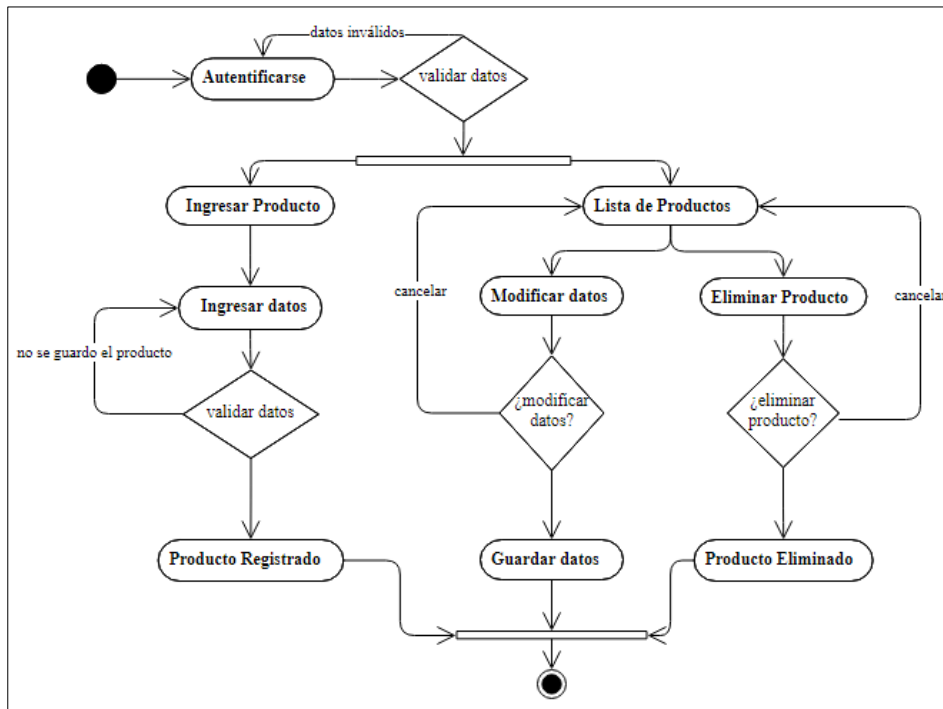 datos inválidos
Autentificarse
validar datos
Ingresar Producto
Lista de Productos
cancelar
Modificar datos
Eliminar Producto
cancelar
Ingresar datos
no se guardo el producto
validar datos
¿modificar
datos?
¿eliminar
producto?
Producto Registrado
Guardar datos
Producto Eliminado